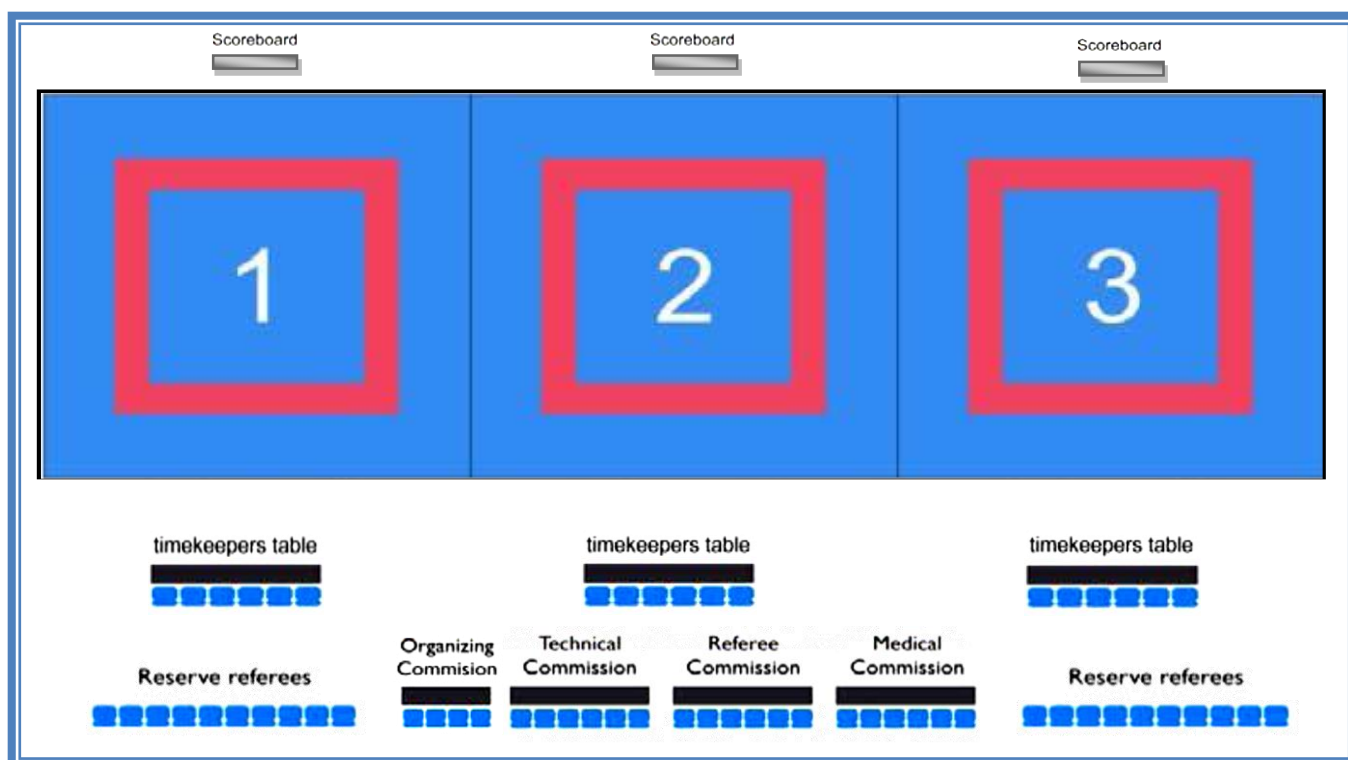 Scoreboard
Scoreboard
Scoreboard
1
2
3
timekeepers table
timekeepers table
timekeepers table
Organizing
Commision
Technical
Commission
Referee
Commission
Medical
Commission
Reserve referees
Reserve referees